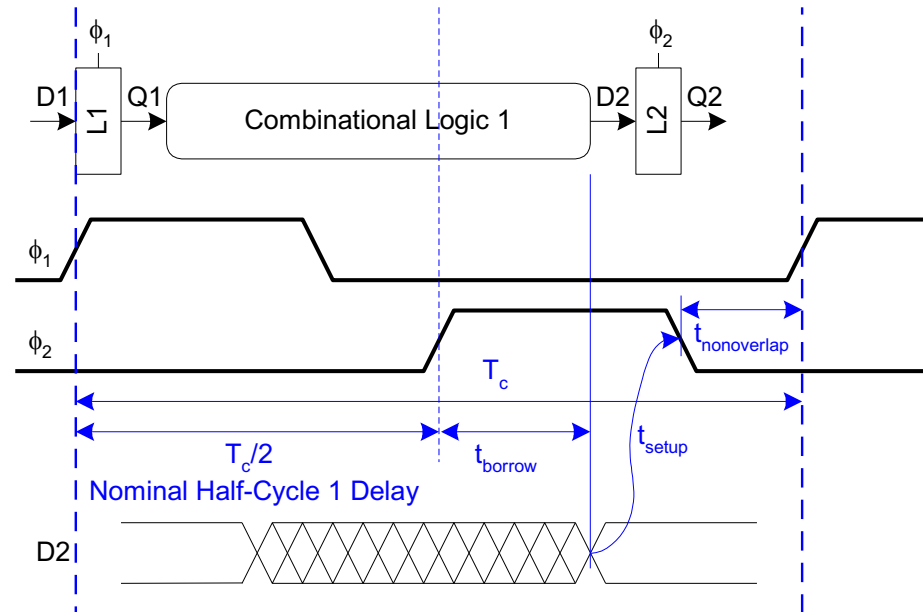 ϕ1 ϕ2
D1 L1 Q1 Combinational Logic 1 D2 L2 Q2
ϕ1
ϕ2
tnonoverlap
Tc
Tc/2 tborrow tsetup
Nominal Half-Cycle 1 Delay
D2